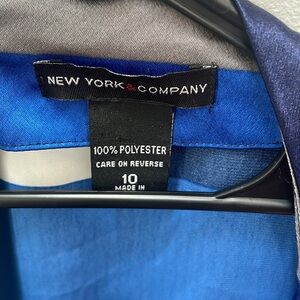 NEW YORK & COMPANY
100% POLYESTER
CARE ON REVERSE
10
MADE IN